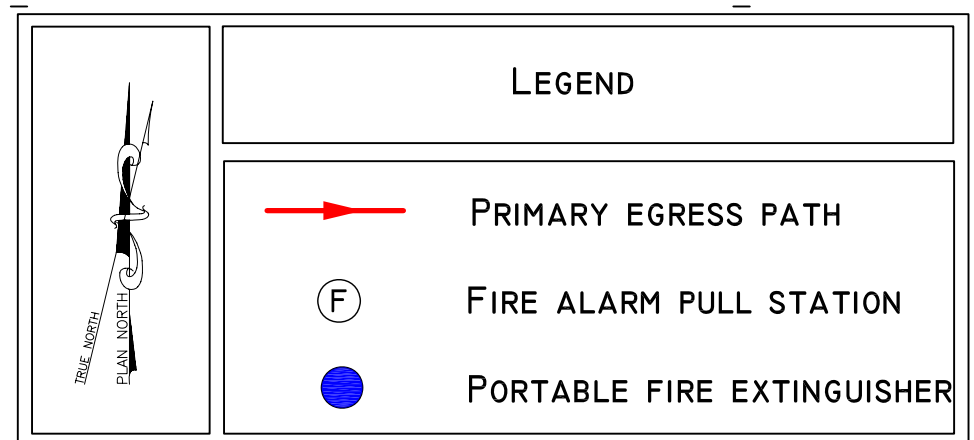 LEGEND
PRIMARY EGRESS PATH
F
FIRE ALARM PULL STATION
PORTABLE FIRE EXTINGUISHER
TRUE NORTH
PLAN NORTH